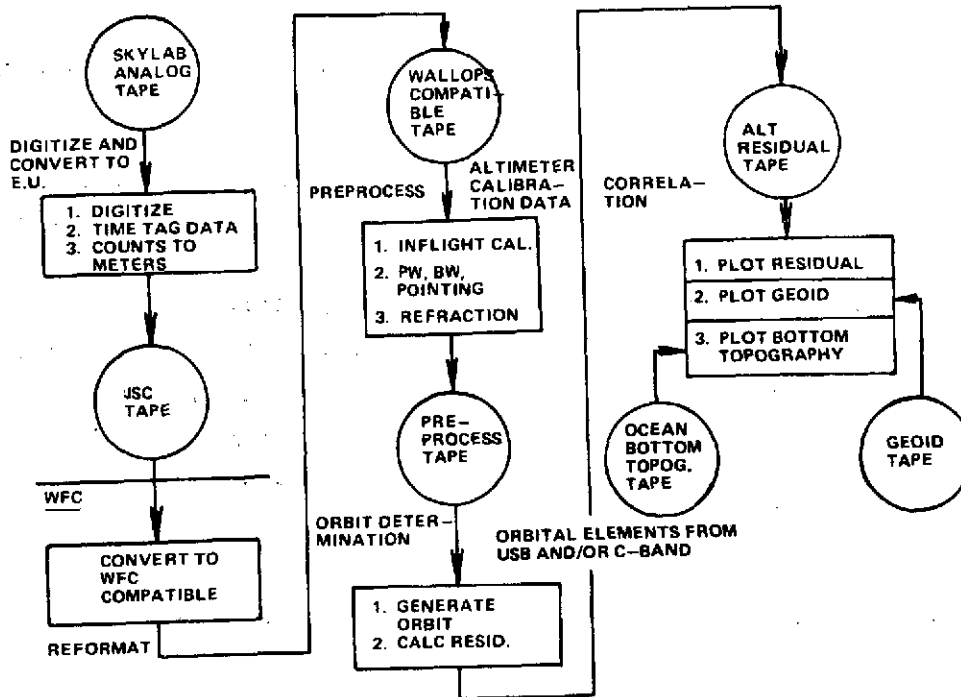 SKYLAB
ANALOG
TAPE
DIGITIZE AND
CONVERT TO
E.U.
1. DIGITIZE
2. TIME TAG DATA
3. COUNTS TO
METERS
JSC
TAPE
WFC
CONVERT TO
WFC
COMPATIBLE
REFORMAT
WALLOPS
COMPATI-
BLE
TAPE
PREPROCESS
ALTIMETER
CALIBRA-
TION DATA
1. INFLIGHT CAL.
2. PW, BW,
POINTING
3. REFRACTION
PRE-
PROCESS
TAPE
ORBIT DETER-
MINATION
ORBITAL ELEMENTS FROM
USB AND/OR C-BAND
1. GENERATE
ORBIT
2. CALC RESID.
ALT
RESIDUAL
TAPE
CORRELA-
TION
1. PLOT RESIDUAL
2. PLOT GEOID
3. PLOT BOTTOM
TOPOGRAPHY
OCEAN
BOTTOM
TOPOG.
TAPE
GEOID
TAPE